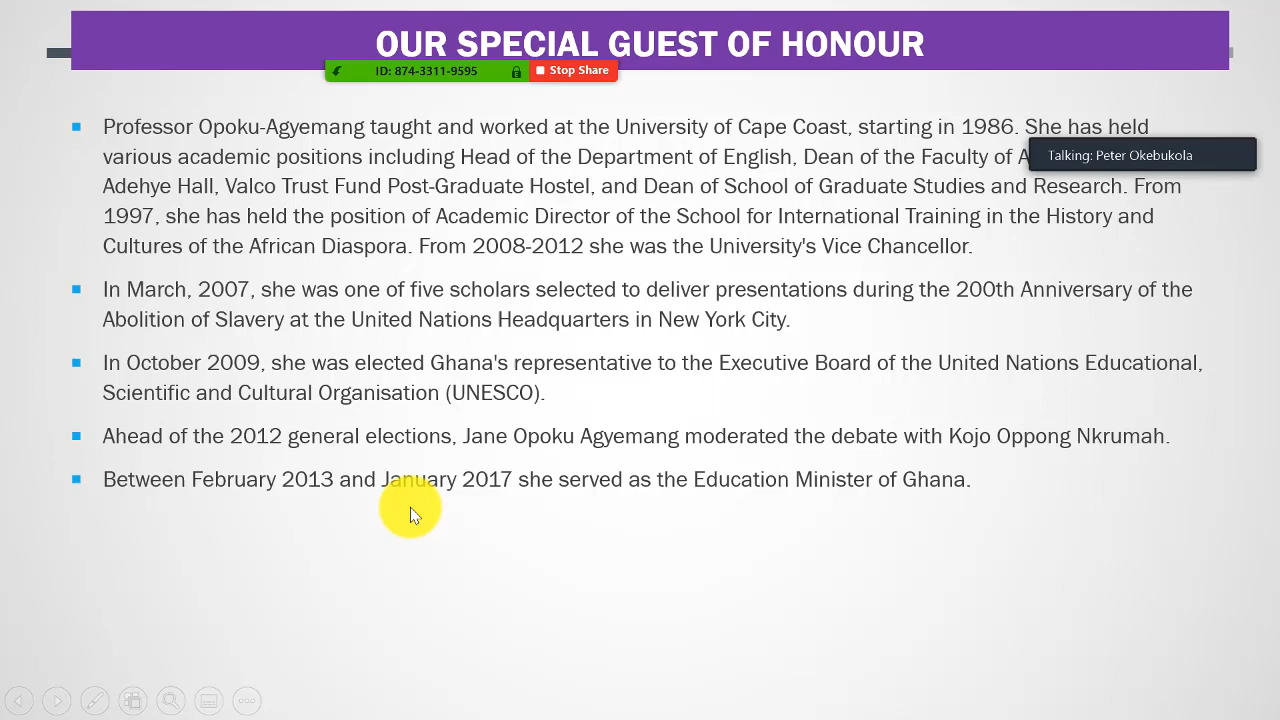 OUR SPECIAL GUEST OF HONOUR
ID: 874-3311-9595
Stop Share
Professor Opoku-Agyemang taught and worked at the University of Cape Coast, starting in 1986. She has held
various academic positions including Head of the Department of English, Dean of the Faculty of
Talking: Peter Okebukola
Adehye Hall, Valco Trust Fund Post-Graduate Hostel, and Dean of School of Graduate Studies and Research. From
1997, she has held the position of Academic Director of the School for International Training in the History and
Cultures of the African Diaspora. From 2008-2012 she was the University's Vice Chancellor.
In March, 2007, she was one of five scholars selected to deliver presentations during the 200th Anniversary of the
Abolition of Slavery at the United Nations Headquarters in New York City.
In October 2009, she was elected Ghana's representative to the Executive Board of the United Nations Educational,
Scientific and Cultural Organisation (UNESCO).
Ahead of the 2012 general elections, Jane Opoku Agyemang moderated the debate with Kojo Oppong Nkrumah.
Between February 2013 and January 2017 she served as the Education Minister of Ghana.